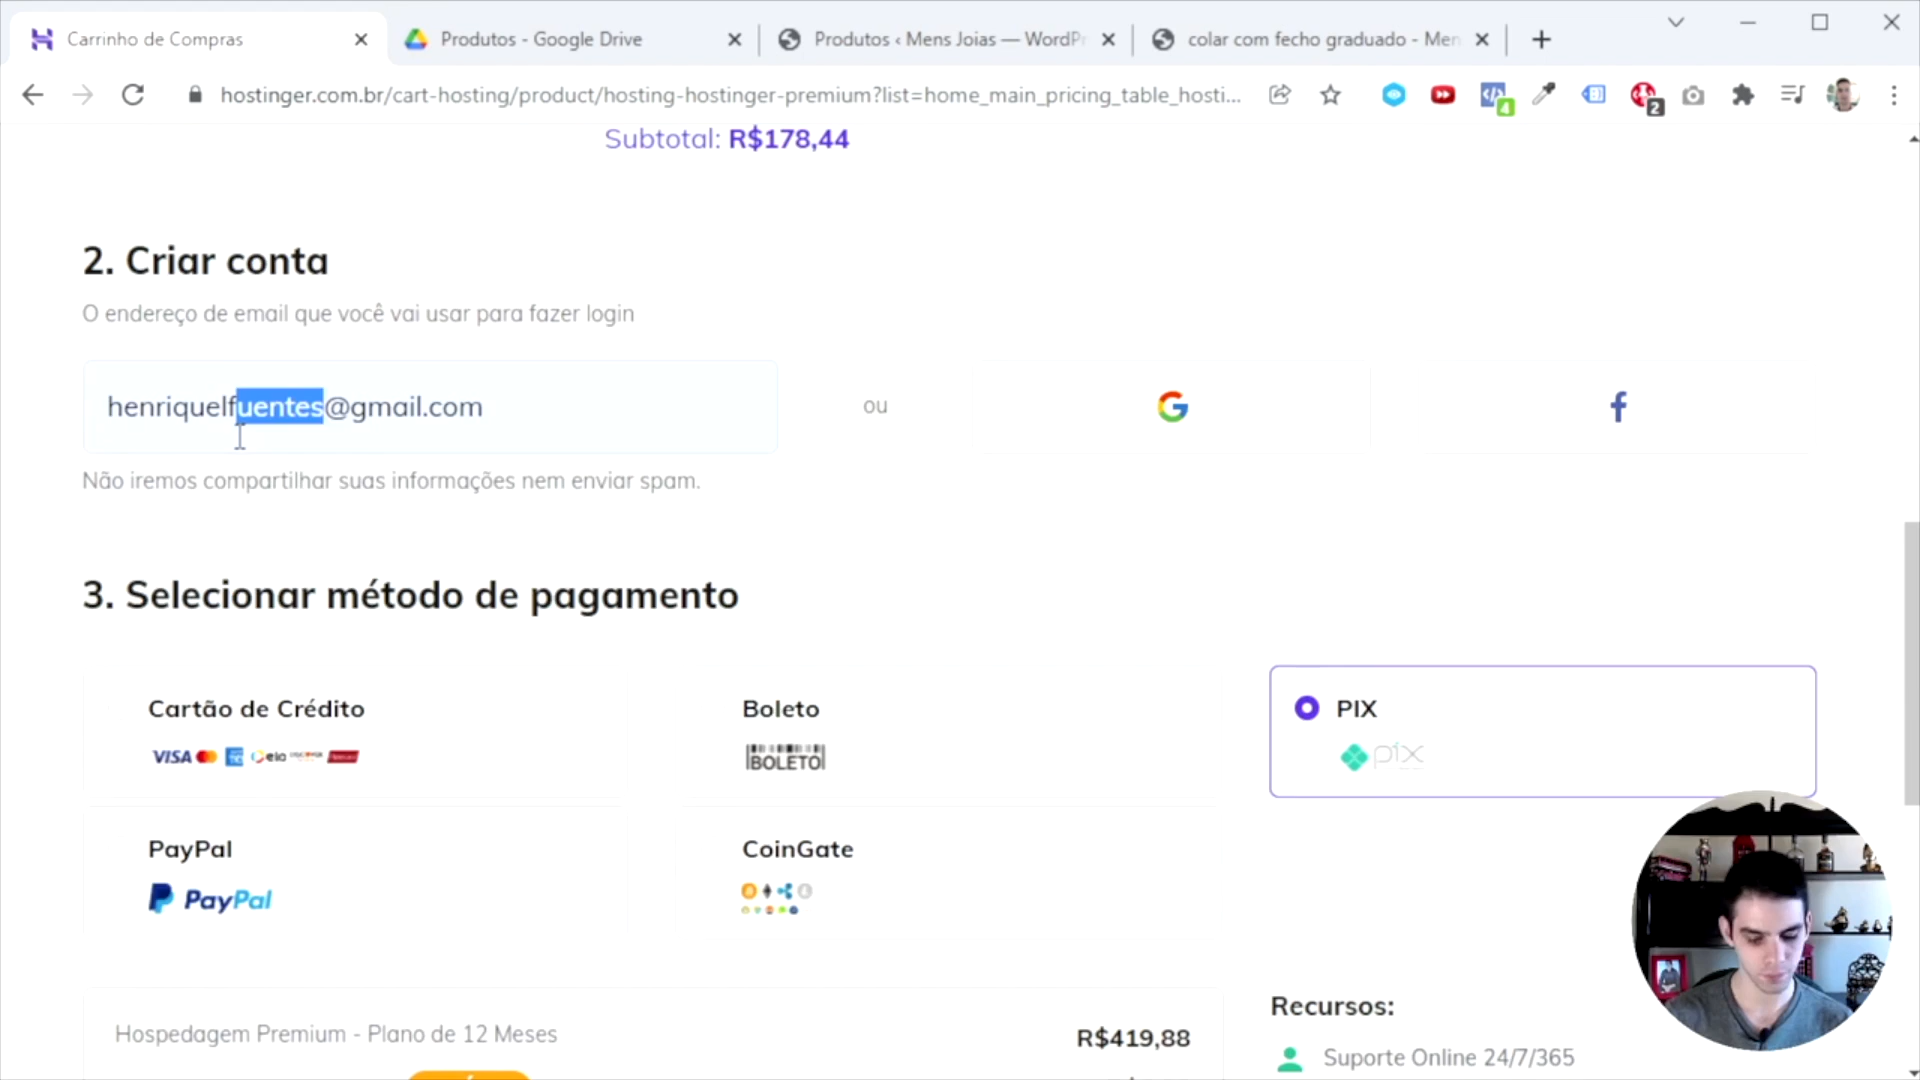 Carrinho de Compras
Produtos - Google Drive
Produtos ‹ Mens Joias — WordPr
colar com fecho graduado - Men
hostinger.com.br/cart-hosting/product/hosting-hostinger-premium?list=home_main_pricing_table_hosti...
4
2
Subtotal: R$178,44
2. Criar conta
O endereço de email que você vai usar para fazer login
henriquelfuentes@gmail.com
ou
G
f
Não iremos compartilhar suas informações nem enviar spam.
3. Selecionar método de pagamento
Cartão de Crédito
Boleto
PIX
VISA
elo
BOLETO
pix
PayPal
CoinGate
PayPal
Recursos:
Hospedagem Premium - Plano de 12 Meses
R$419,88
Suporte Online 24/7/365